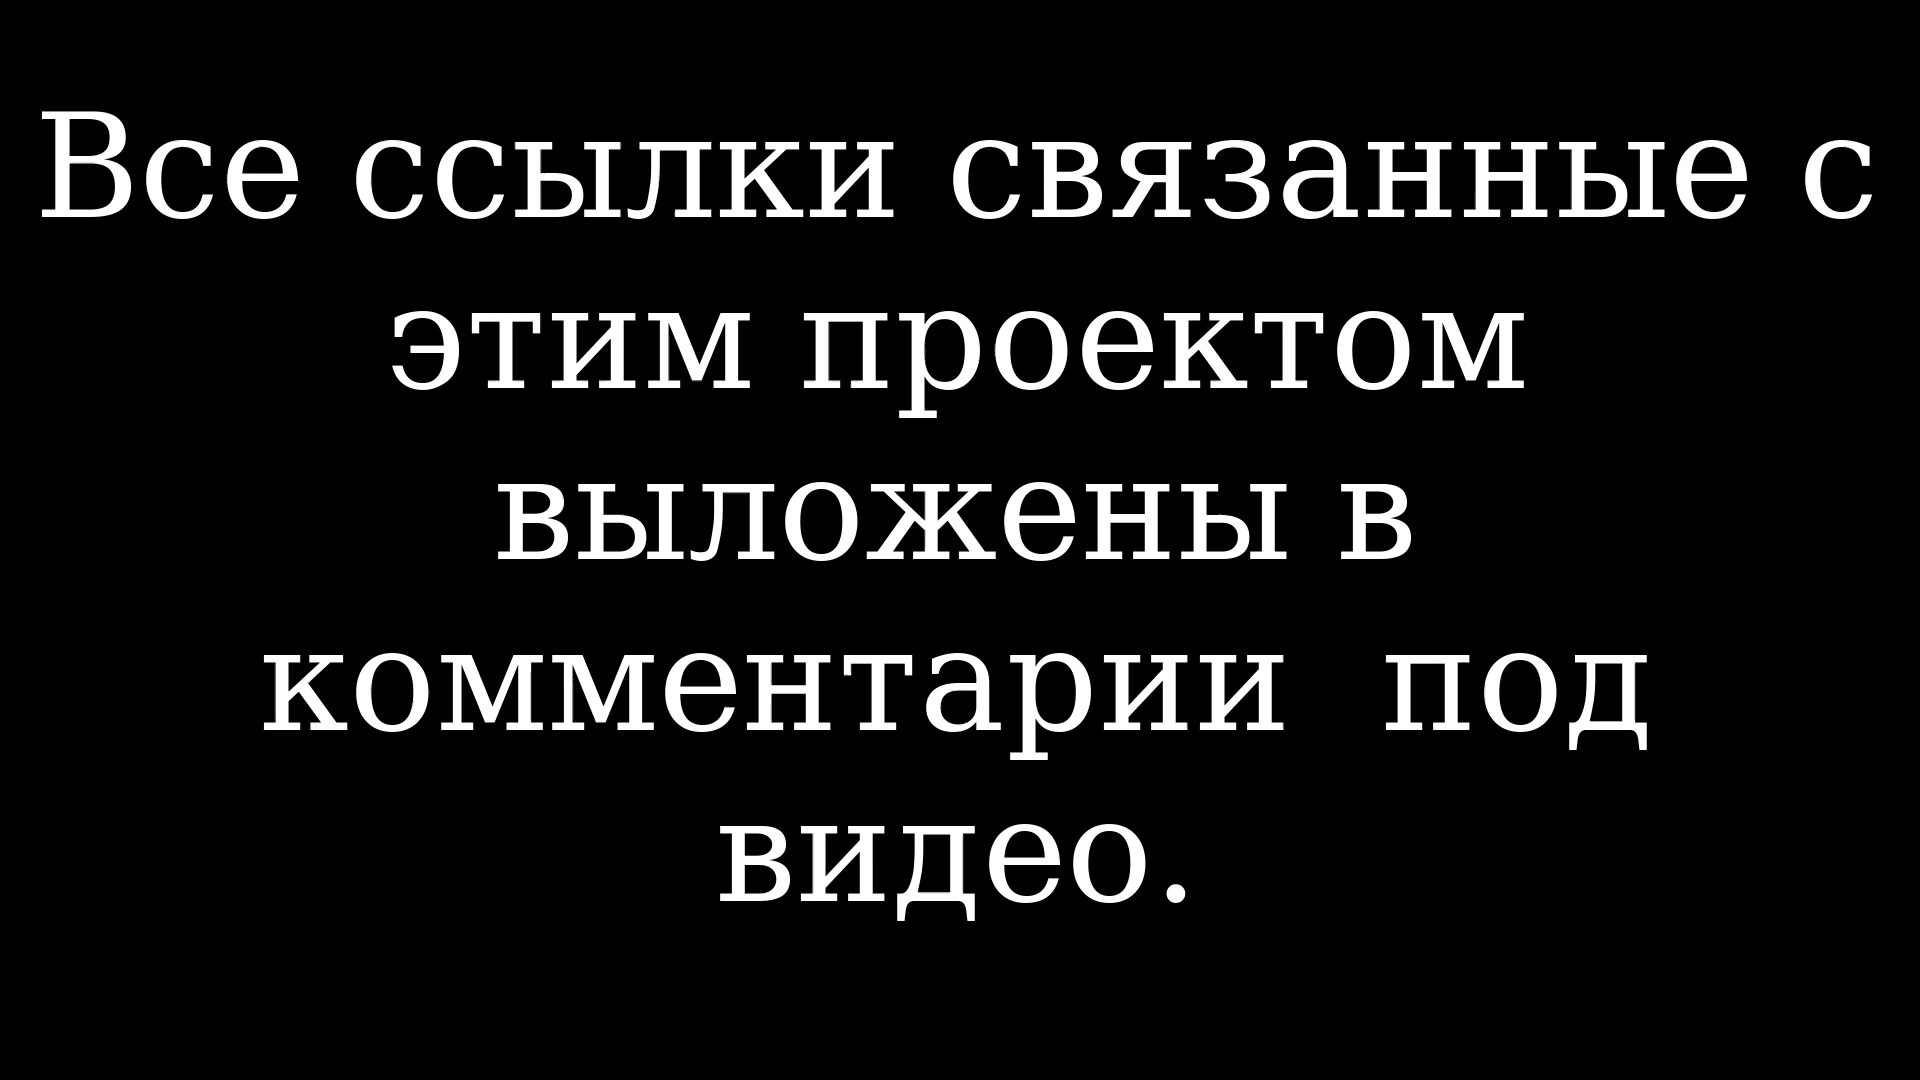 Все ссылки связанные с
этим проектом
выложены в
комментарии  под
видео.